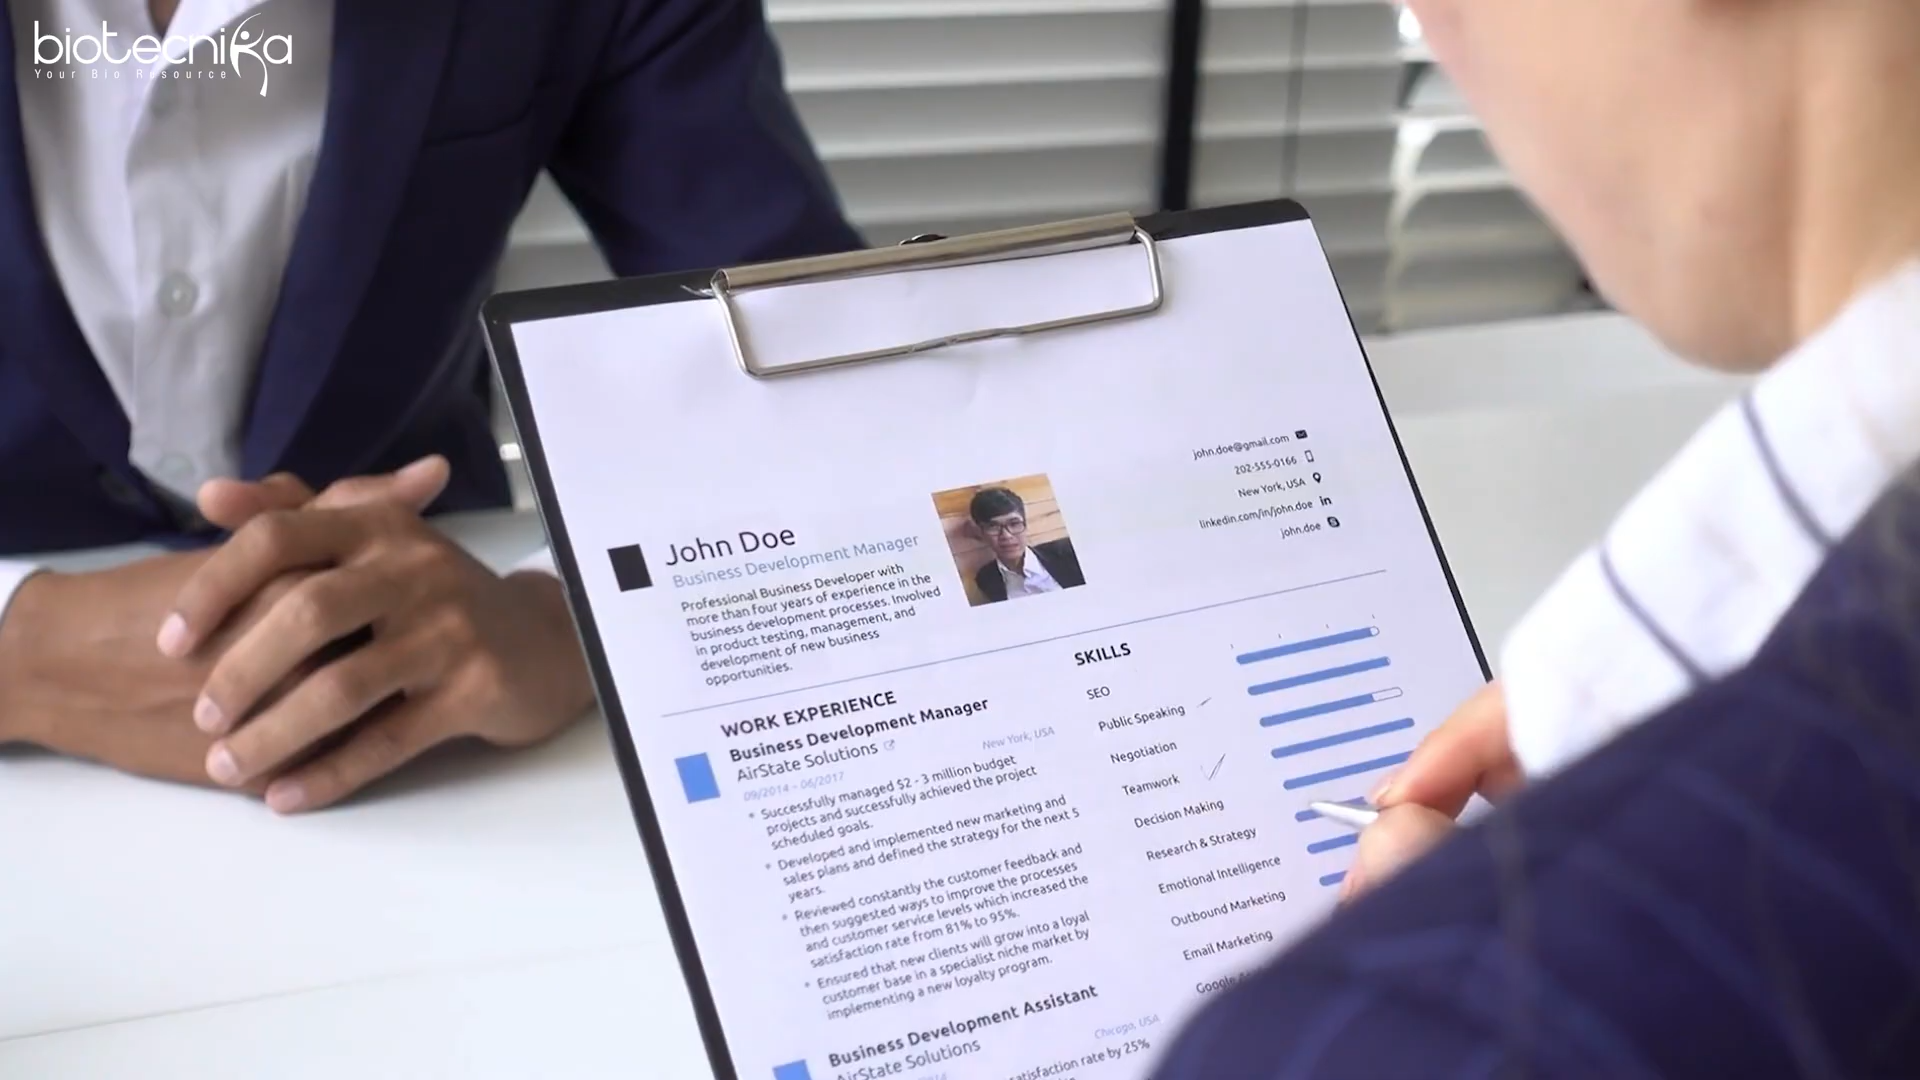 biotecnika
Your Bio Resource
john.doe@gmail.com
202-555-0166
New York, USA
linkedin.com/in/john.doe
in
john.doe
John Doe
Business Development Manager
Professional Business Developer with
more than four years of experience in the
business development processes. Involved
in product testing, management, and
development of new business
opportunities.
WORK EXPERIENCE
Business Development Manager
AirState Solutions
New York, USA
09/2014 – 06/2017
Successfully managed $2 - 3 million budget
projects and successfully achieved the project
scheduled goals.
Developed and implemented new marketing and
sales plans and defined the strategy for the next 5
years.
Reviewed constantly the customer feedback and
then suggested ways to improve the processes
and customer service levels which increased the
satisfaction rate from 81% to 95%.
Ensured that new clients will grow into a loyal
customer base in a specialist niche market by
implementing a new loyalty program.
Business Development Assistant
AirState Solutions
Chicago, USA
satisfaction rate by 25%
SKILLS
SEO
Public Speaking
Negotiation
Teamwork
Decision Making
Research & Strategy
Emotional Intelligence
Outbound Marketing
Email Marketing
Google